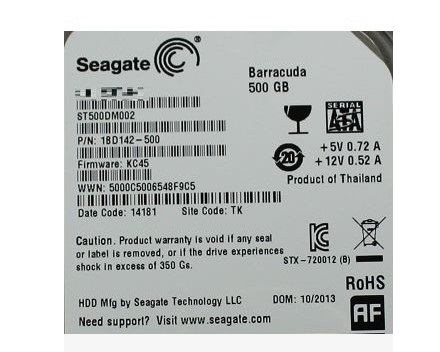 Seagate
Barracuda
500 GB
ST500DM002
P/N: 1BD142-500
Firmware: KC45
WWN: 5000C5006548F9C5
Date Code: 14181 Site Code: TK
SERIAL
ATA
20
+5V 0.72 A
+12V 0.52 A
Product of Thailand
Caution. Product warranty is void if any seal
or label is removed, or if the drive experiences
shock in excess of 350 Gs.
STX-720012 (B)
RoHS
HDD Mfg by Seagate Technology LLC
DOM: 10/2013
AF
Need support? Visit www.seagate.com